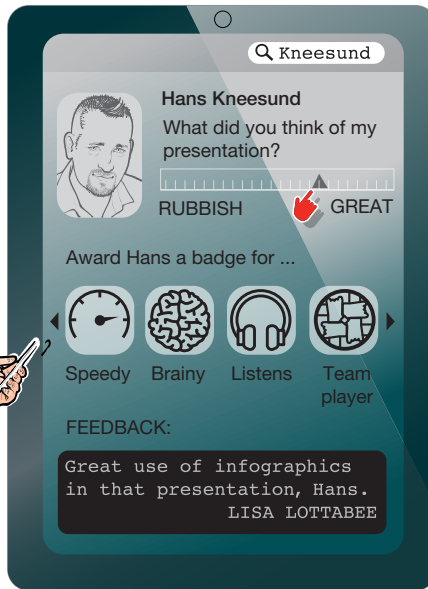 Kneesund
Hans Kneesund
What did you think of my
presentation?
RUBBISH GREAT
Award Hans a badge for ...
Speedy Brainy Listens Team
player
FEEDBACK:
Great use of infographics
in that presentation, Hans.
LISA LOTTABEE